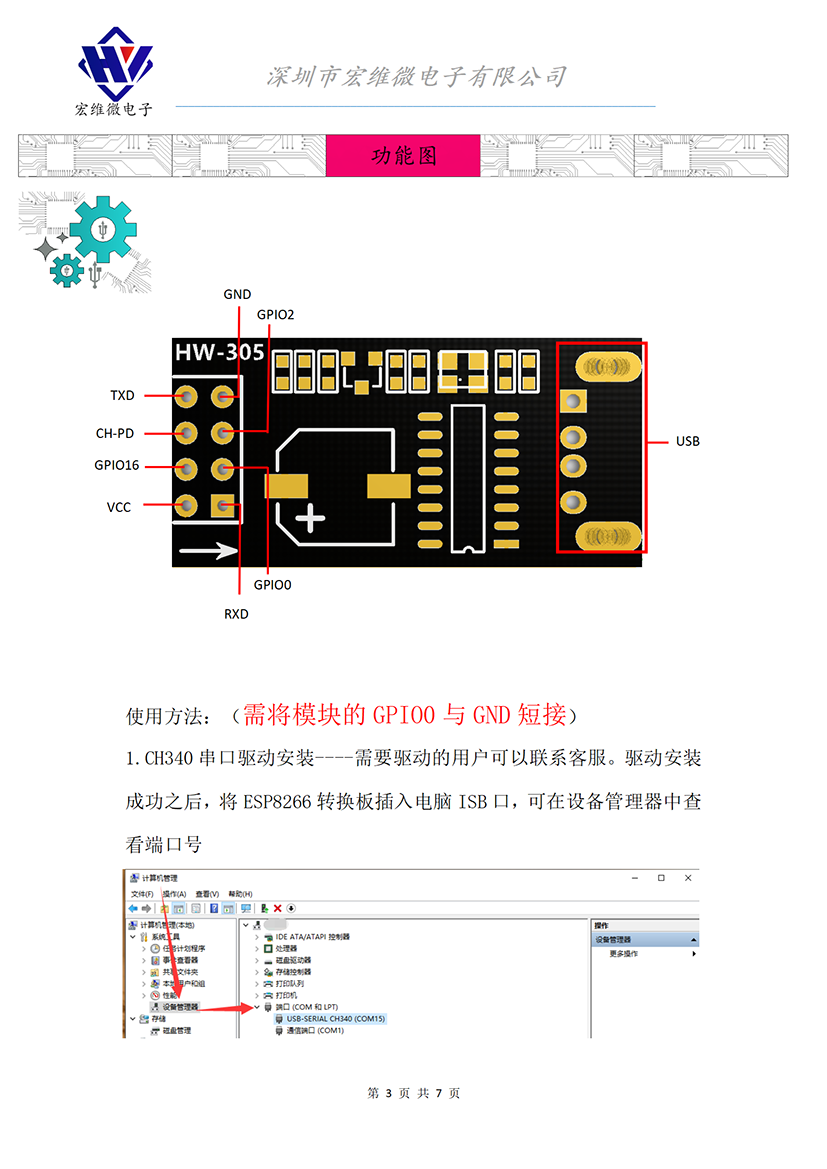 宏维微电子
深圳市宏维微电子有限公司
功能图
GND
GPIO2
HW-305
TXD
CH-PD
GPIO16
VCC
USB
GPIO0
RXD
使用方法：（需将模块的 GPIO0 与 GND 短接）
1.CH340 串口驱动安装----需要驱动的用户可以联系客服。驱动安装
成功之后，将 ESP8266 转换板插入电脑 ISB 口，可在设备管理器中查
看端口号
计算机管理
文件(F) 操作(A) 查看(V) 帮助(H)
计算机管理(本地)
系统工具
任务计划程序
事件查看器
共享文件夹
本地用户和组
性能
设备管理器
存储
磁盘管理
IDE ATA/ATAPI 控制器
处理器
磁盘驱动器
存储控制器
打印队列
打印机
端口 (COM 和 LPT)
USB-SERIAL CH340 (COM15)
通信端口 (COM1)
操作
设备管理器
更多操作
第 3 页 共 7 页